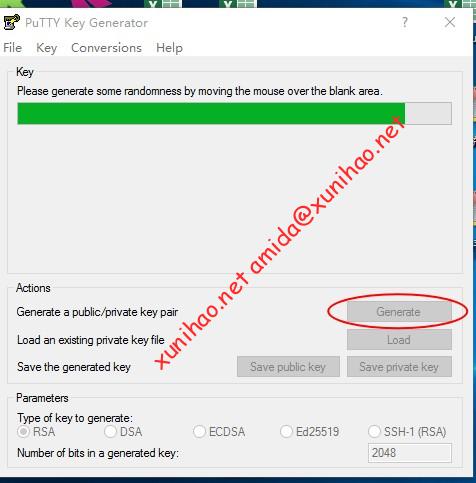 PuTTY Key Generator
?
File Key Conversions Help
Key
Please generate some randomness by moving the mouse over the blank area.
xunihao.net amida@xunihao.net
Actions
Generate a public/private key pair
Generate
Load an existing private key file
Load
Save the generated key
Save public key
Save private key
Parameters
Type of key to generate:
RSA DSA ECDSA Ed25519 SSH-1 (RSA)
Number of bits in a generated key:
2048